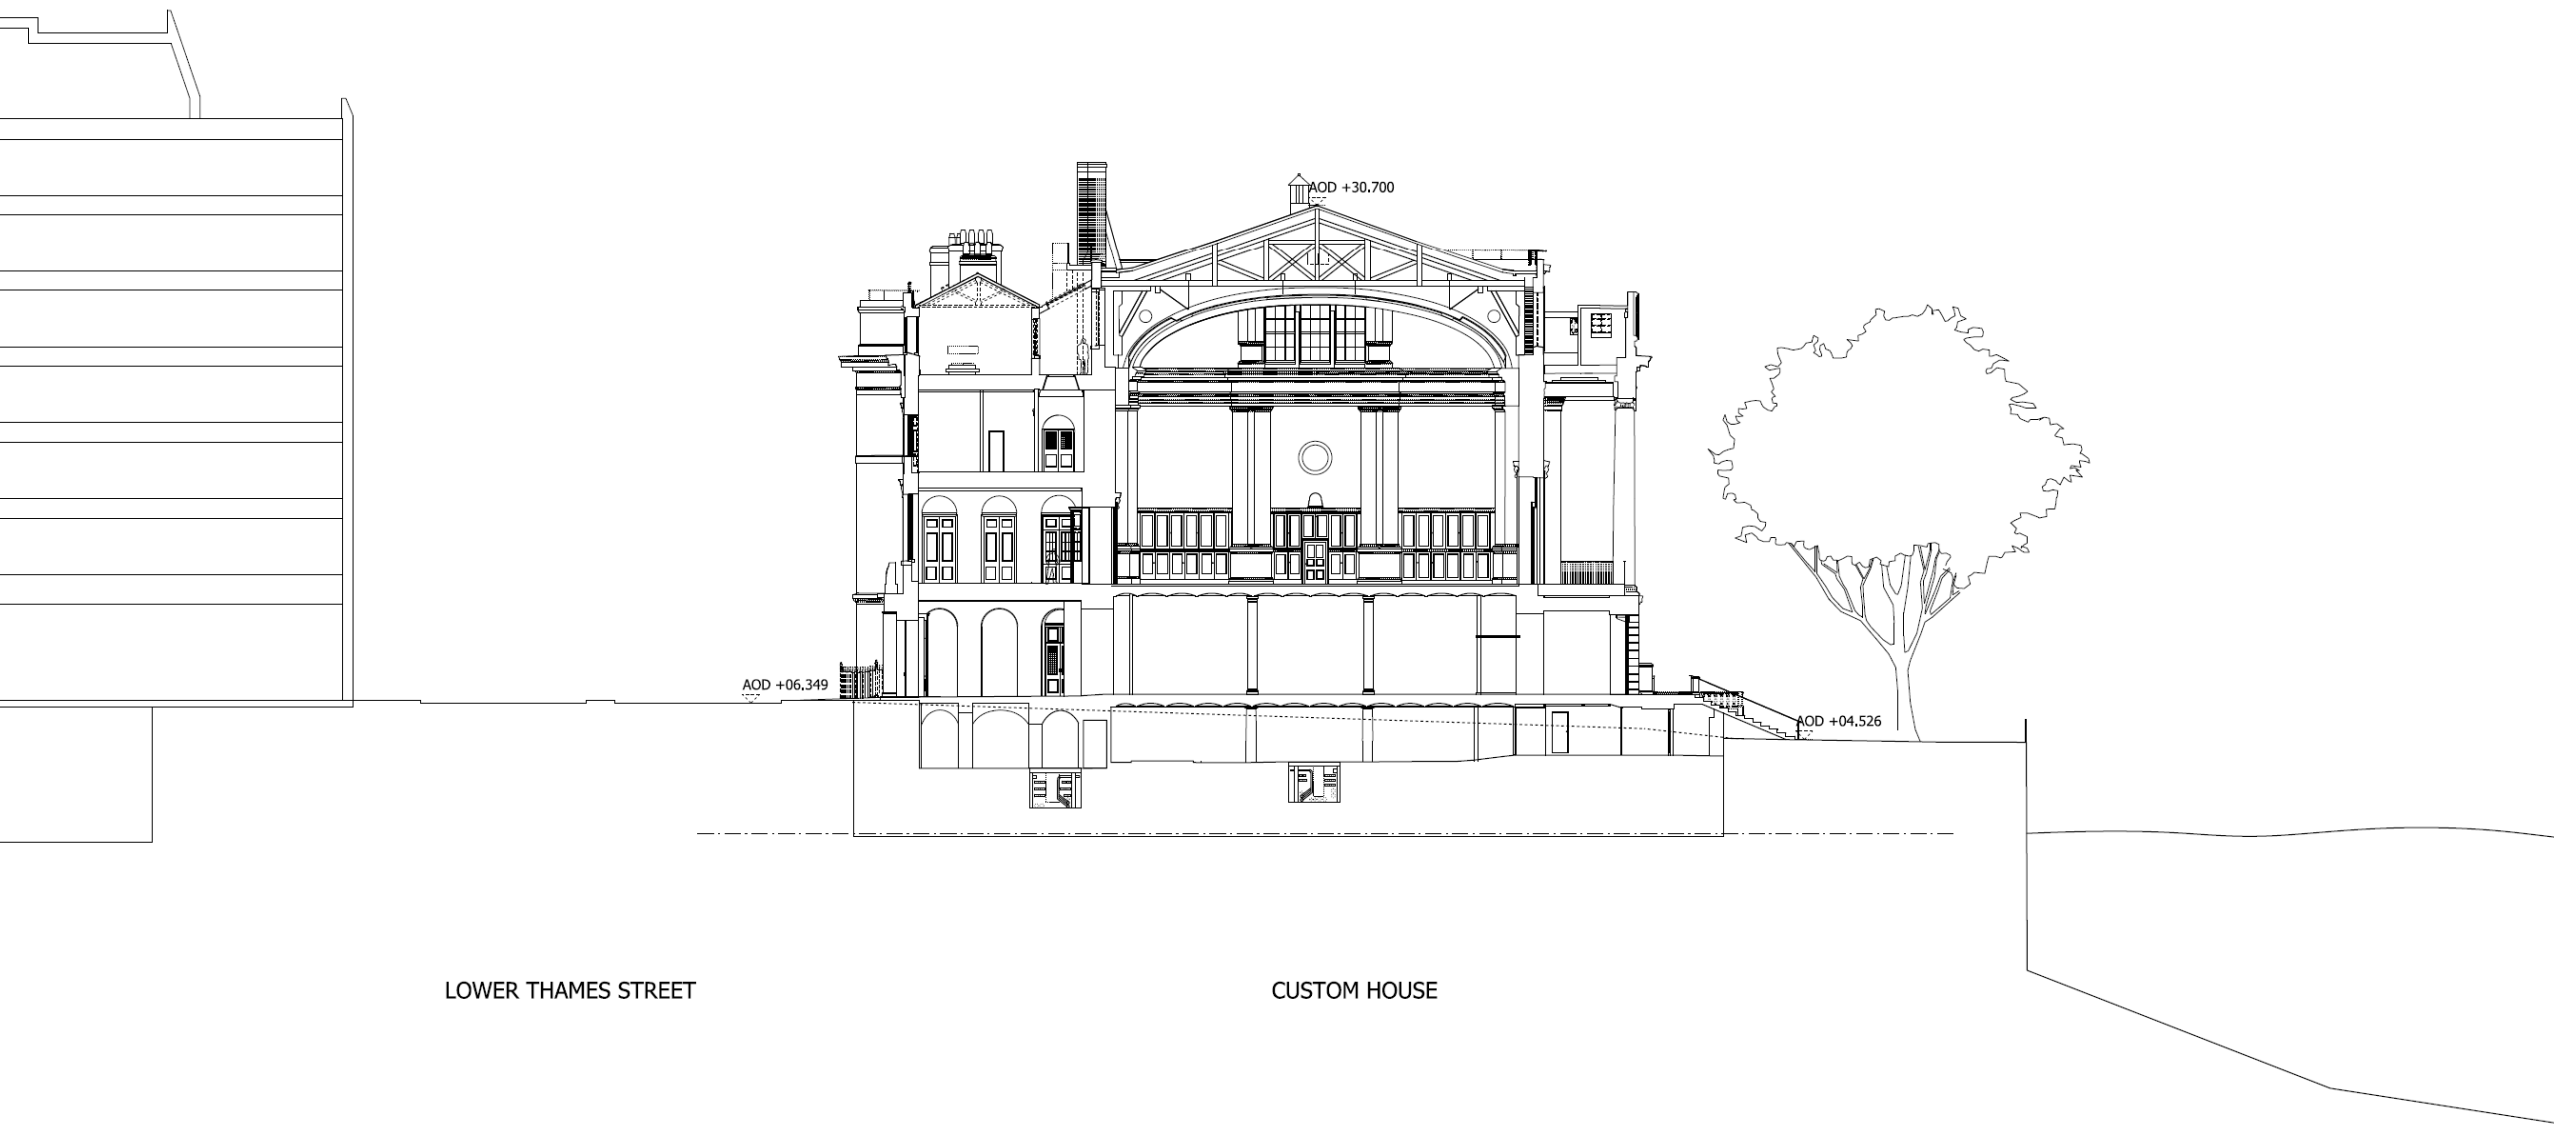 AOD +30.700
AOD +06.349
AOD +04.526
LOWER THAMES STREET
CUSTOM HOUSE